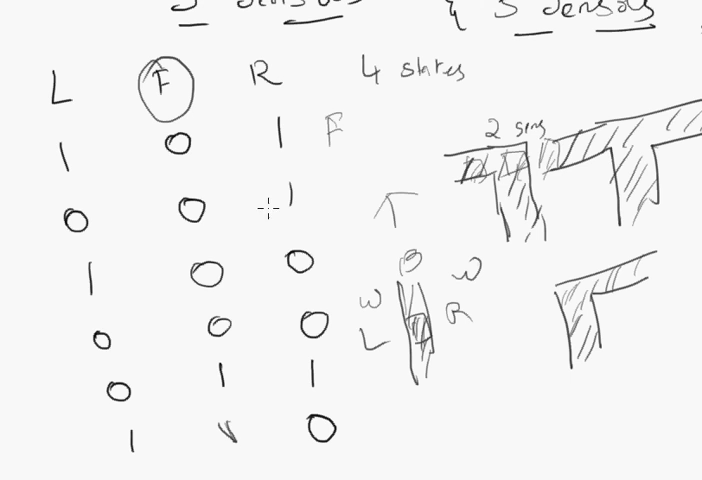 3 sensors
L F R 4 states
1 0 1 F
2 sens
0 0 1
1 0 0
B
W W
L R
0 0 0
0 1 1
1 0